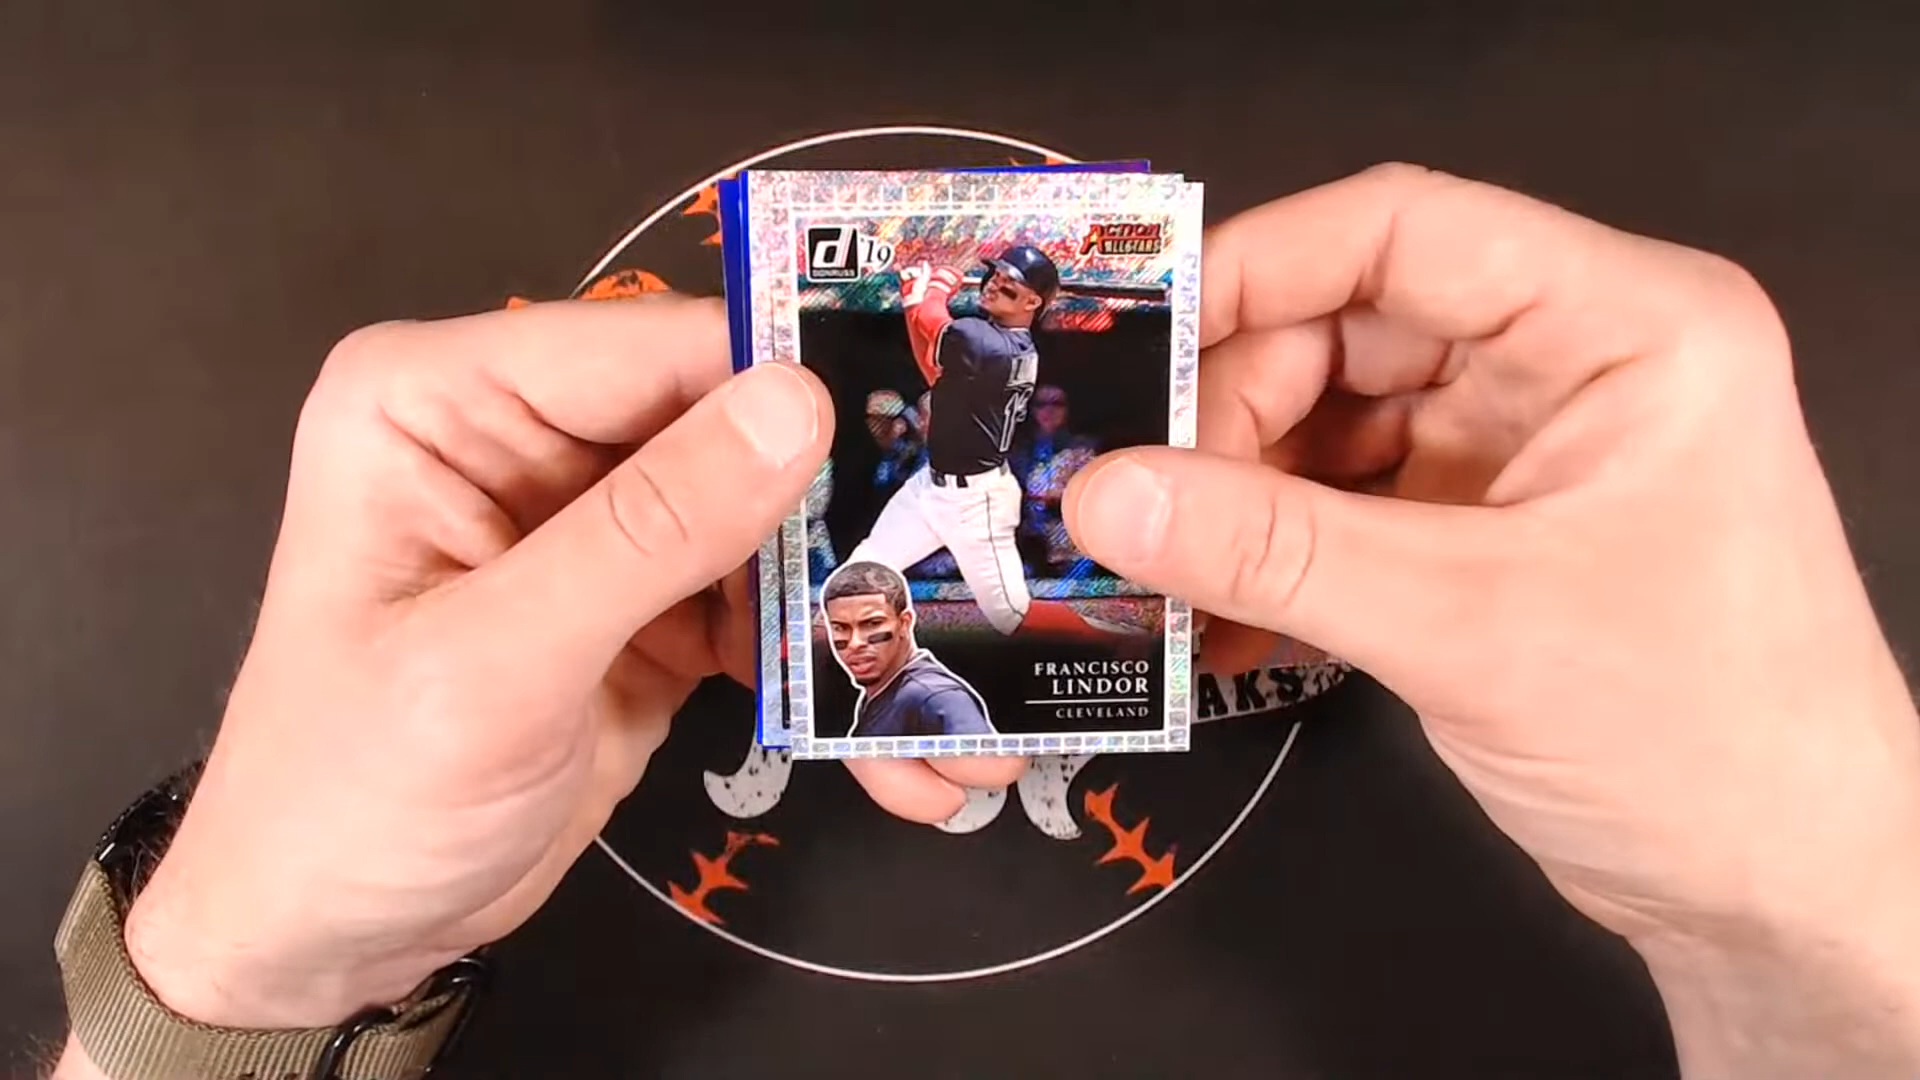 d '19
DONRUSS
ACTION
ALL-STARS
FRANCISCO
LINDOR
CLEVELAND
AKS